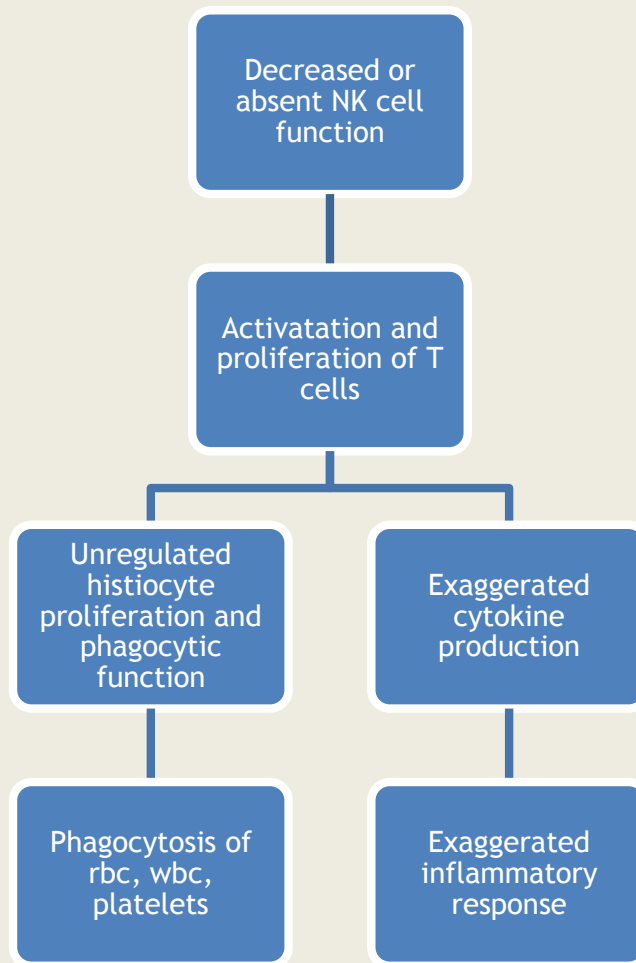 Decreased or
absent NK cell
function
Activatation and
proliferation of T
cells
Unregulated
histiocyte
proliferation and
phagocytic
function
Exaggerated
cytokine
production
Phagocytosis of
rbc, wbc,
platelets
Exaggerated
inflammatory
response